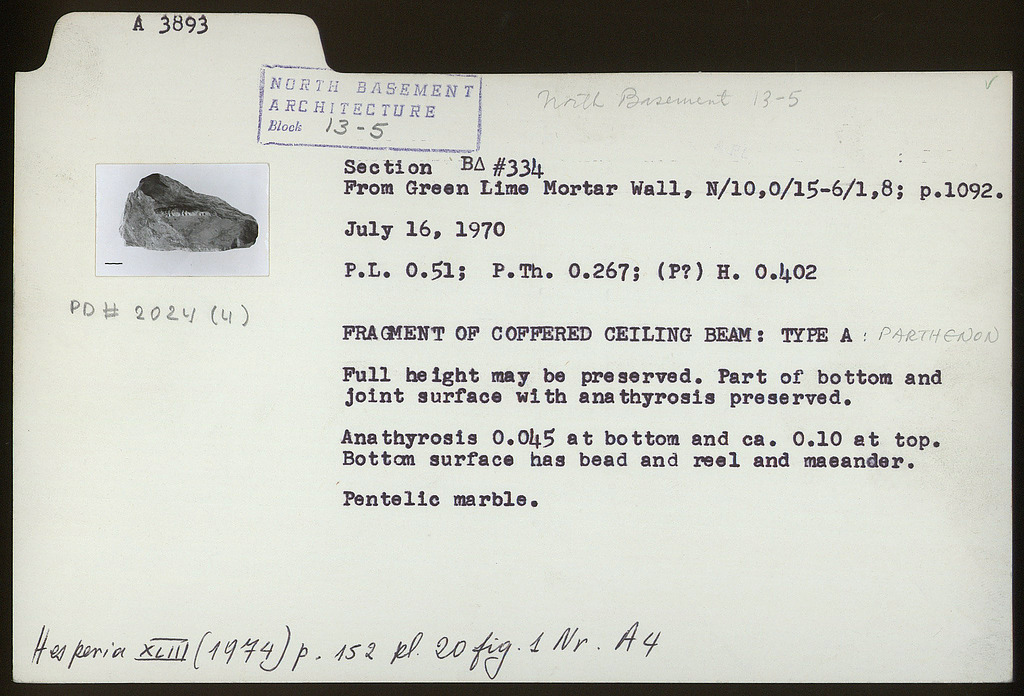 A 3893
NORTH BASEMENT
ARCHITECTURE
Block 13-5
North Basement 13-5
Section BΔ #334
From Green Lime Mortar Wall, N/10,0/15-6/1,8; p.1092.
July 16, 1970
P.L. 0.51; P.Th. 0.267; (P?) H. 0.402
PD# 2024 (4)
FRAGMENT OF COFFERED CEILING BEAM: TYPE A : PARTHENON
Full height may be preserved. Part of bottom and
joint surface with anathyrosis preserved.
Anathyrosis 0.045 at bottom and ca. 0.10 at top.
Bottom surface has bead and reel and maeander.
Pentelic marble.
Hesperia XLIII (1974) p. 152 pl. 20 fig. 1 Nr. A4